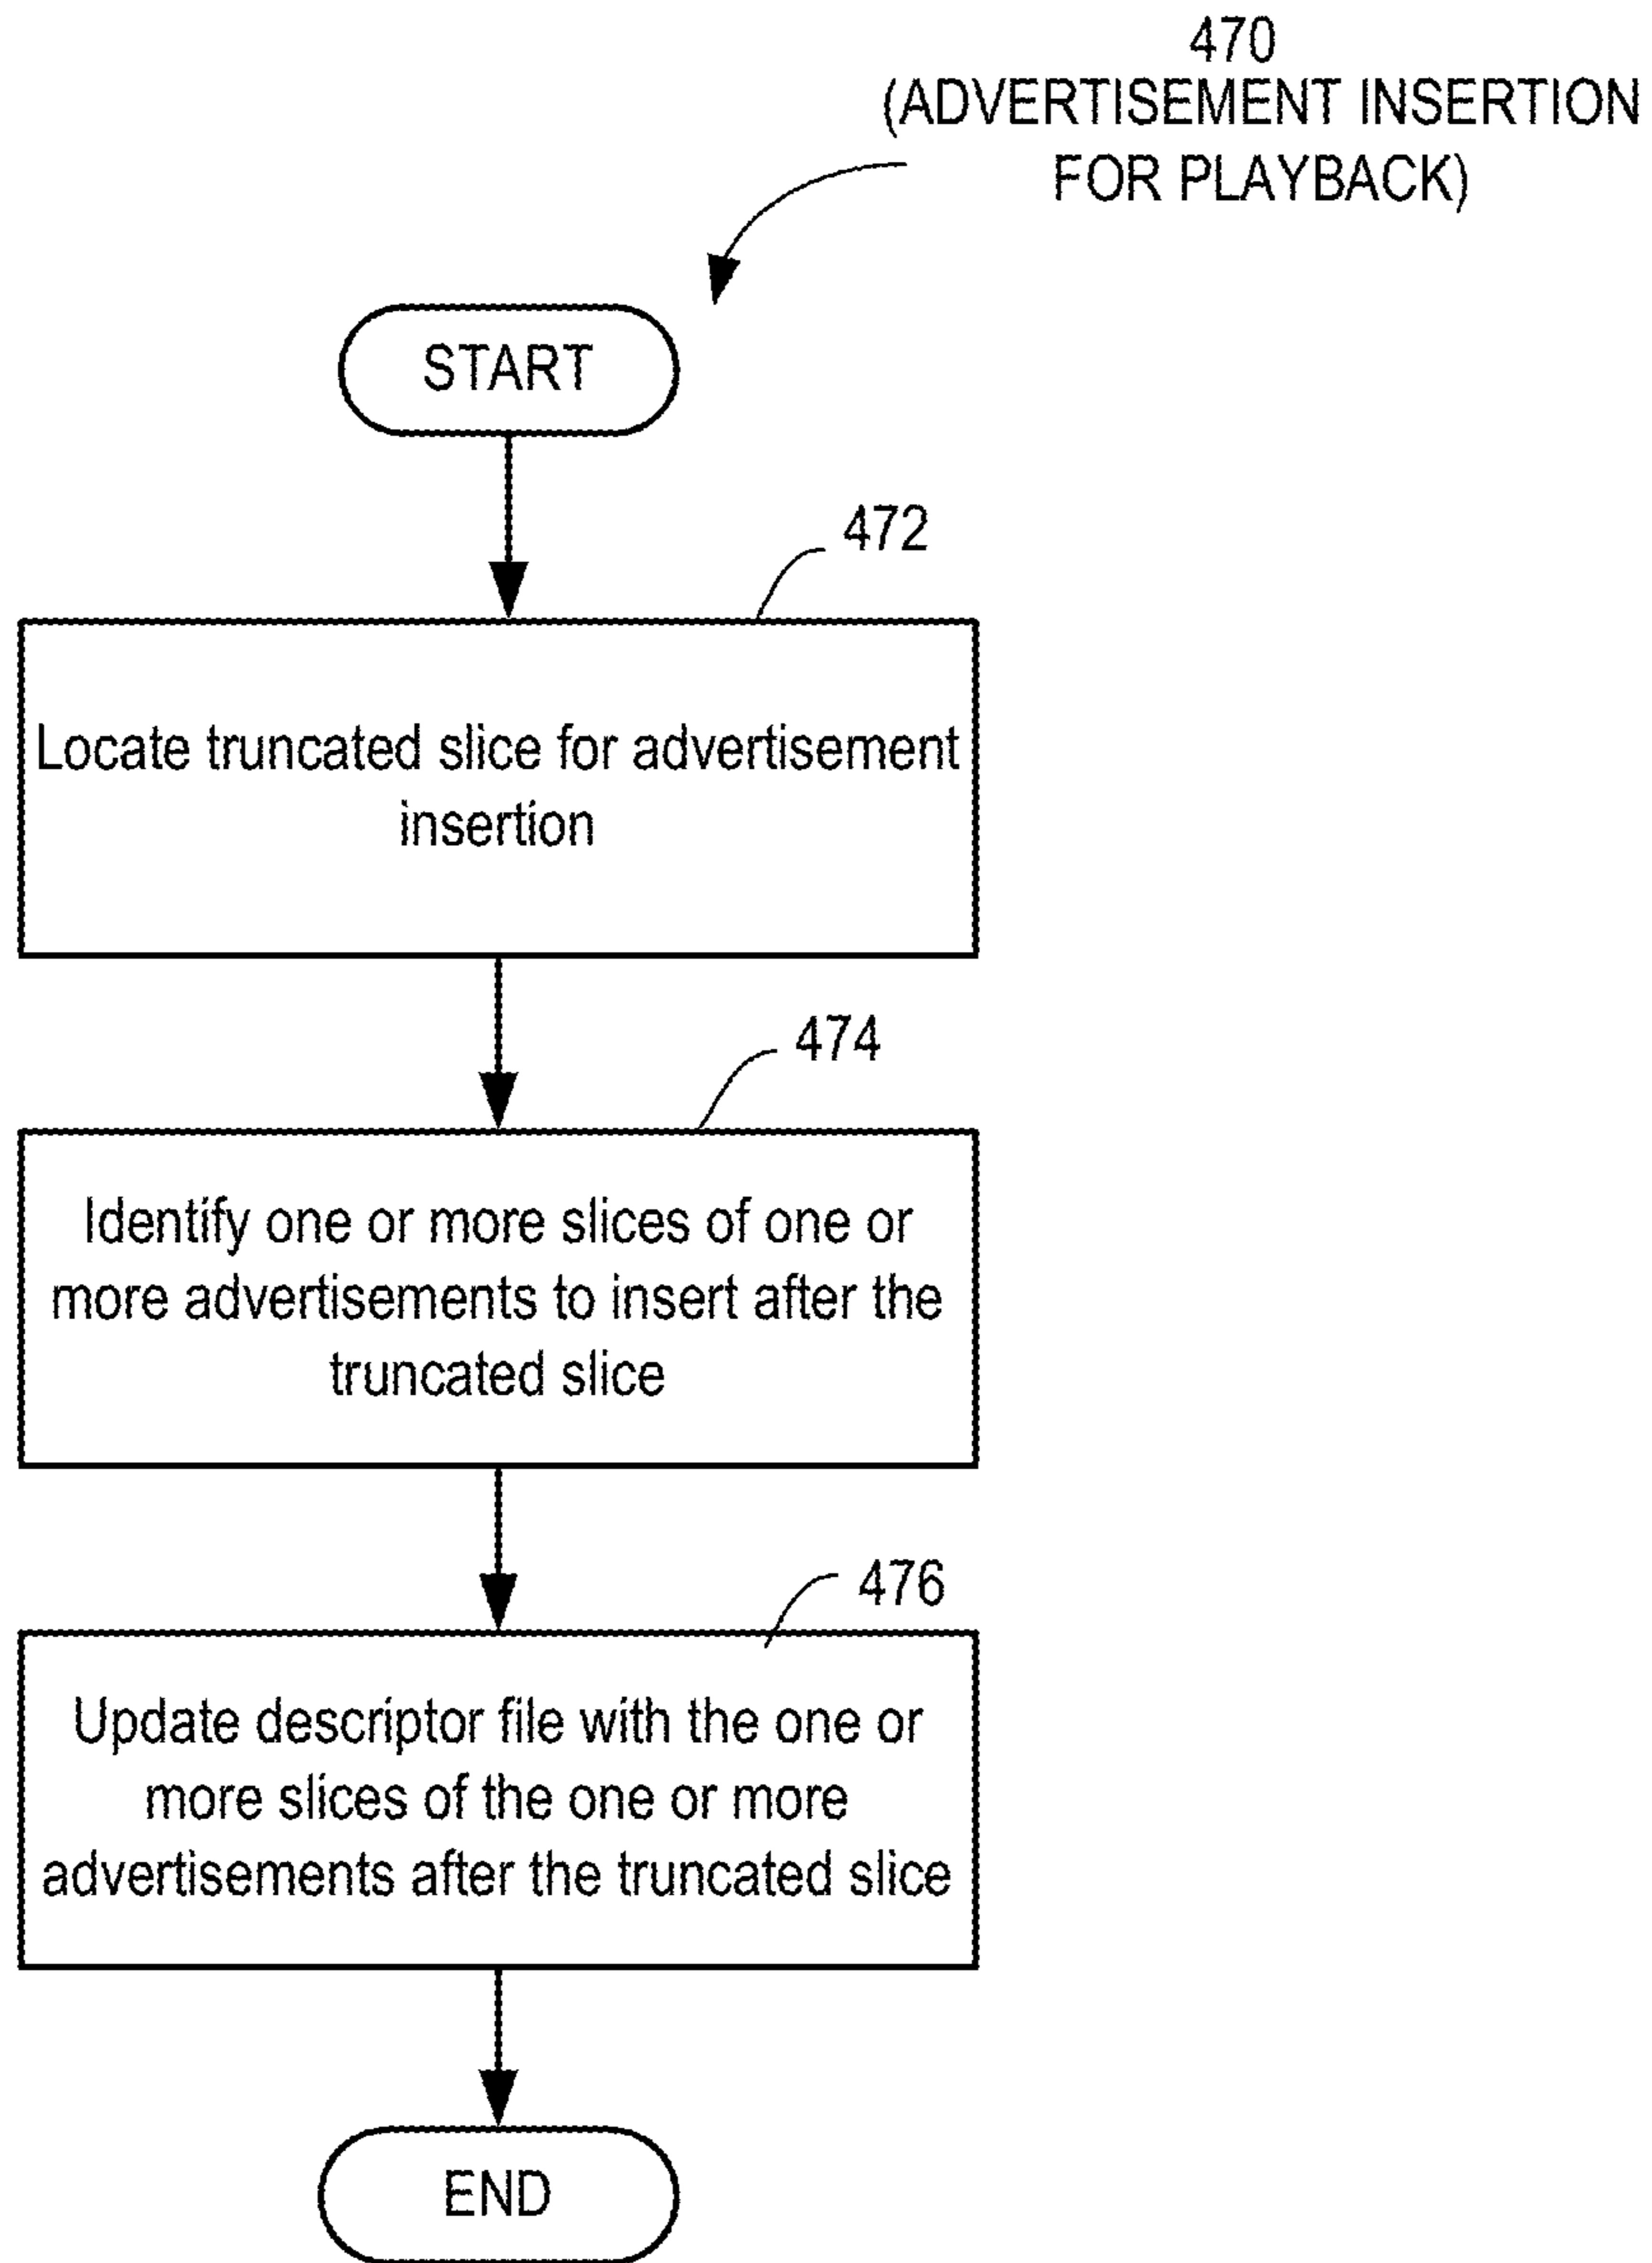 470
(ADVERTISEMENT INSERTION
FOR PLAYBACK)
START
472
Locate truncated slice for advertisement
insertion
474
Identify one or more slices of one or
more advertisements to insert after the
truncated slice
476
Update descriptor file with the one or
more slices of the one or more
advertisements after the truncated slice
END